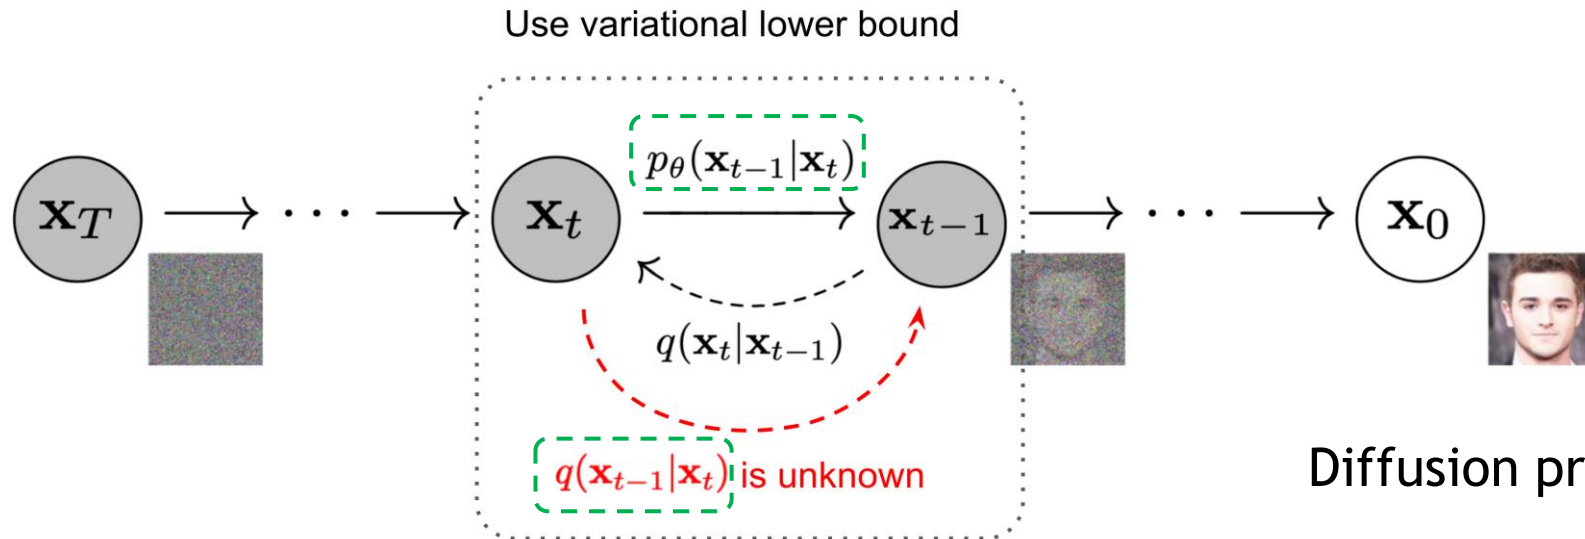 Use variational lower bound
p_θ(x_{t−1}|x_t)
x_T → ⋯ → x_t → x_{t−1} → ⋯ → x_0
q(x_t|x_{t−1})
q(x_{t−1}|x_t) is unknown
Diffusion pr